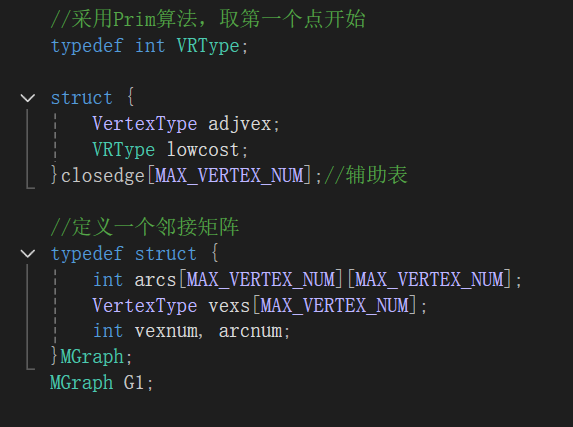 //采用Prim算法，取第一个点开始
typedef int VRType;
struct {
VertexType adjvex;
VRType lowcost;
}closedge[MAX_VERTEX_NUM];//辅助表
//定义一个邻接矩阵
typedef struct {
int arcs[MAX_VERTEX_NUM][MAX_VERTEX_NUM];
VertexType vexs[MAX_VERTEX_NUM];
int vexnum, arcnum;
}MGraph;
MGraph G1;